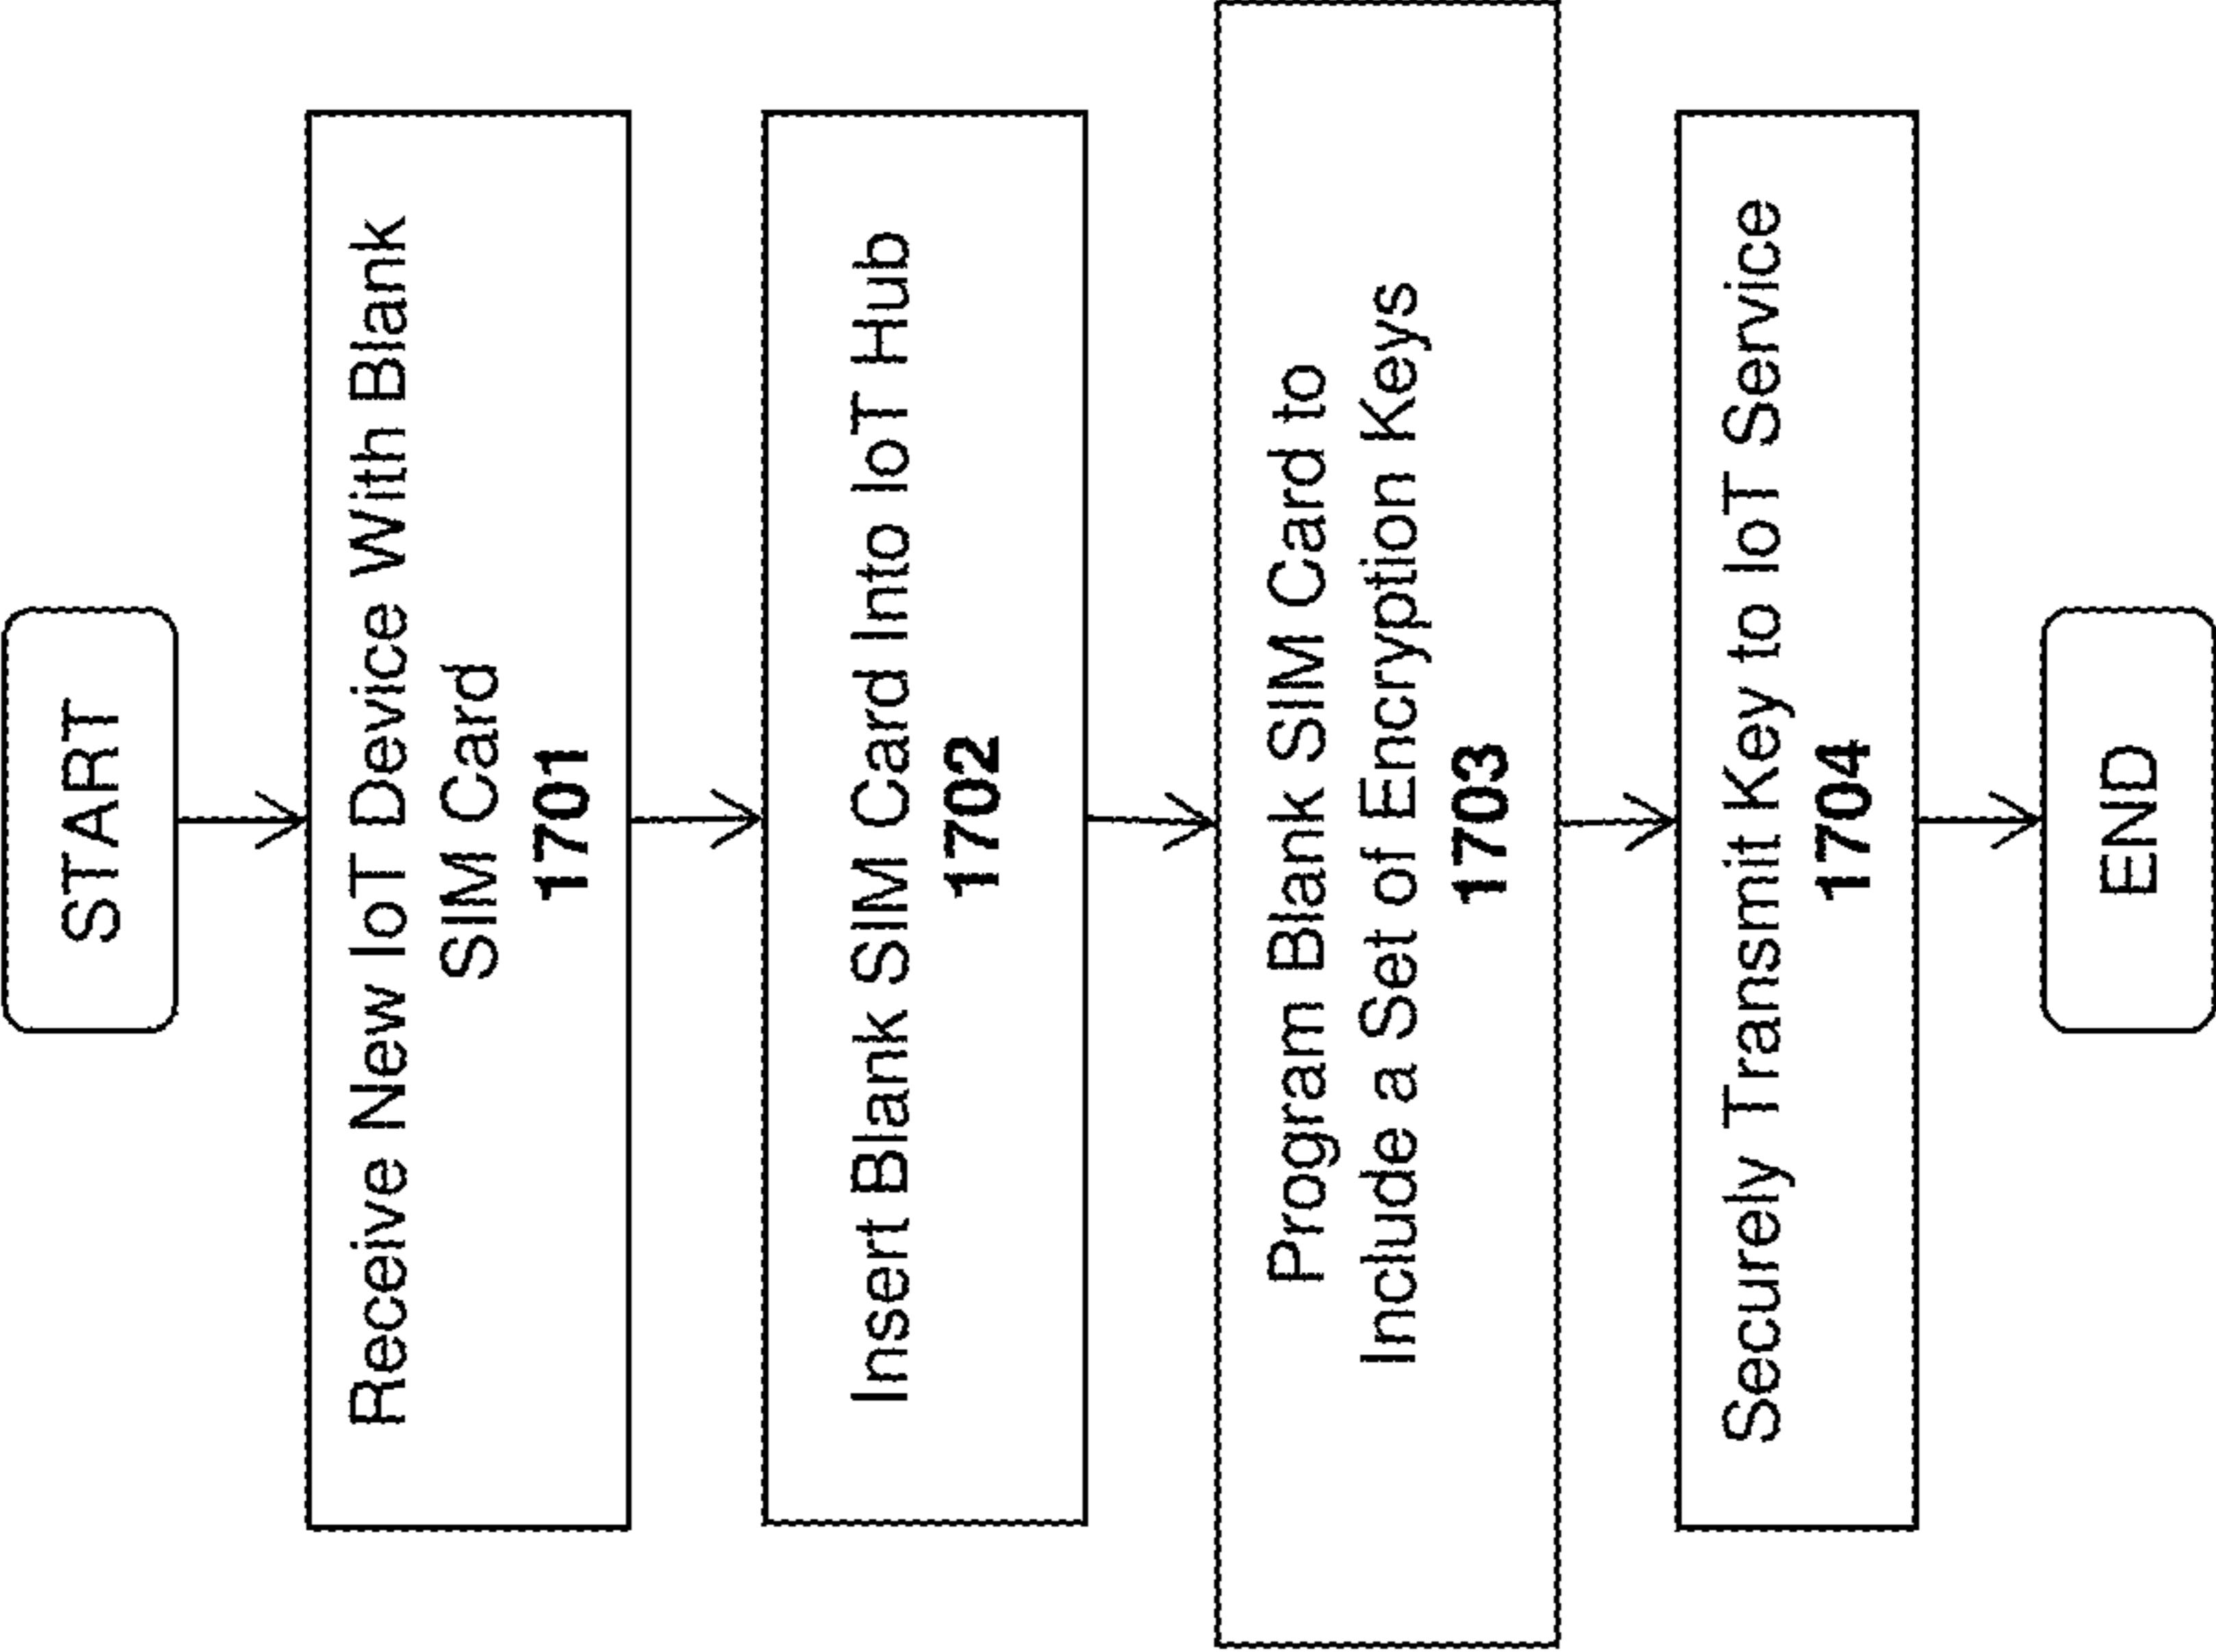 START
Receive New IoT Device With Blank
SIM Card
1701
Insert Blank SIM Card Into IoT Hub
1702
Program Blank SIM Card to
Include a Set of Encryption Keys
1703
Securely Transmit Key to IoT Service
1704
END